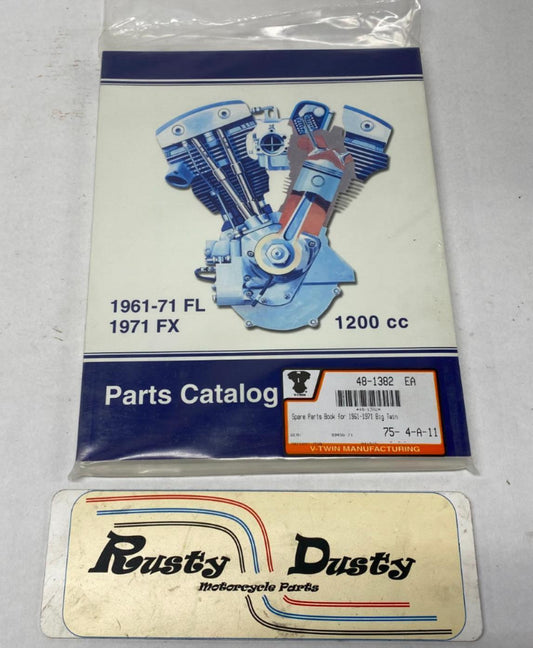 1961-71 FL
1971 FX
1200 cc
Parts Catalog
48-1382 EA
Spare Parts Book for 1961-1971 Big Twin
75- 4-A-11
V-TWIN MANUFACTURING
Rusty Dusty
Motorcycle Parts